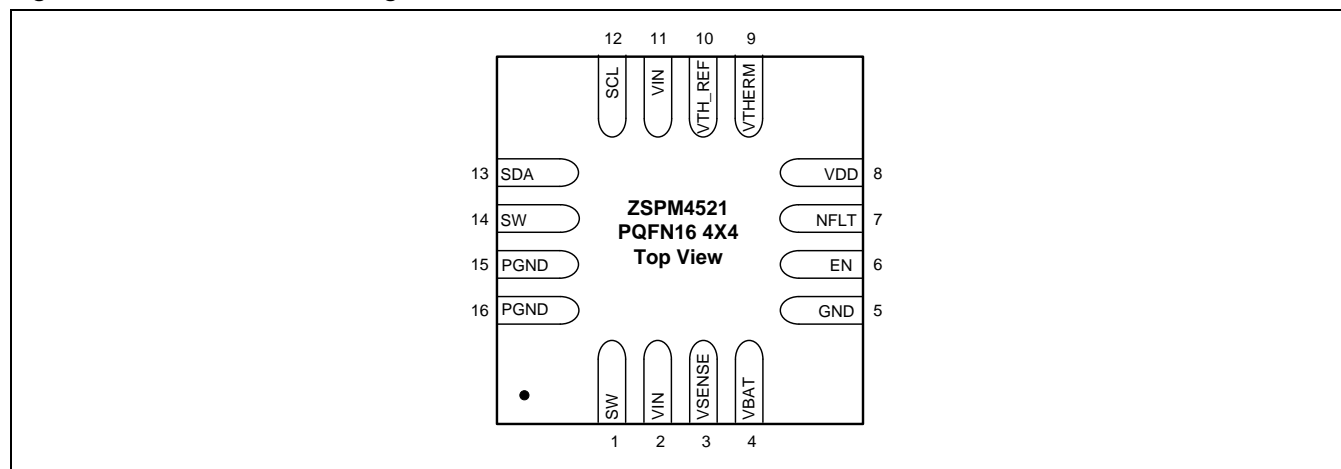 12 11 10 9
SCL VIN VTH_REF VTHERM
13 SDA VDD 8
14 SW NFLT 7
15 PGND EN 6
16 PGND GND 5
ZSPM4521
PQFN16 4X4
Top View
SW VIN VSENSE VBAT
1 2 3 4